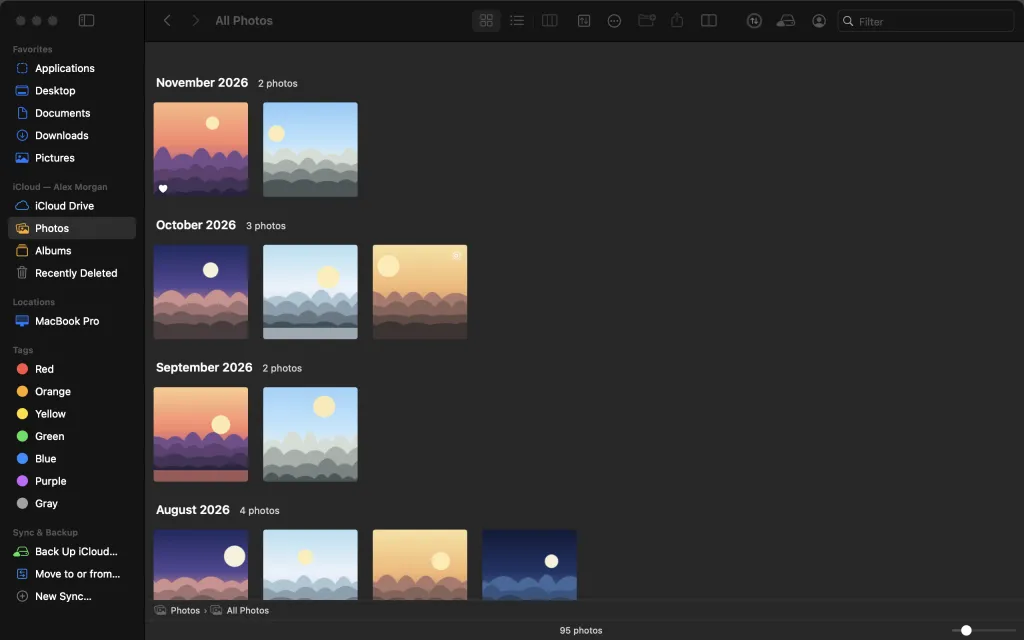 All Photos
Filter
Favorites
Applications
Desktop
Documents
Downloads
Pictures
iCloud — Alex Morgan
iCloud Drive
Photos
Albums
Recently Deleted
Locations
MacBook Pro
Tags
Red
Orange
Yellow
Green
Blue
Purple
Gray
Sync & Backup
Back Up iCloud...
Move to or from...
New Sync...
November 2026 2 photos
October 2026 3 photos
September 2026 2 photos
August 2026 4 photos
Photos › All Photos
95 photos